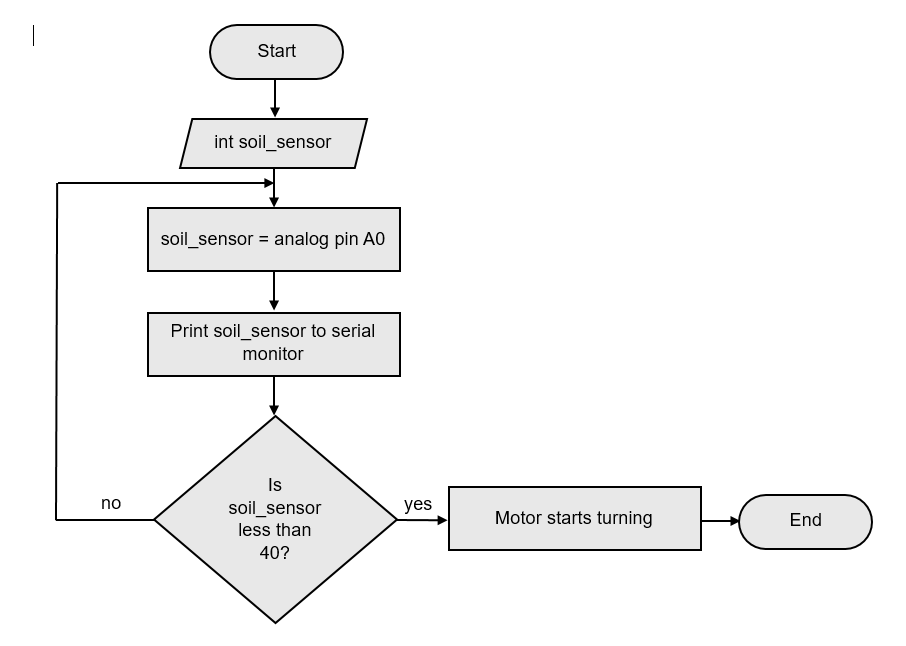 Start
int soil_sensor
soil_sensor = analog pin A0
Print soil_sensor to serial
monitor
Is
soil_sensor
less than
40?
no
yes
Motor starts turning
End